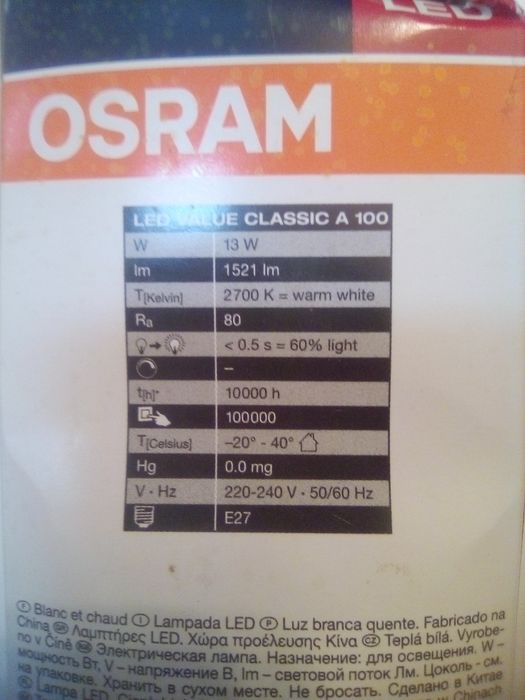 LED
OSRAM
LED VALUE CLASSIC A 100
W 13 W
lm 1521 lm
T[Kelvin] 2700 K = warm white
Ra 80
< 0.5 s = 60% light
–
t[h]* 10000 h
100000
T[Celsius] –20° - 40°
Hg 0.0 mg
V · Hz 220-240 V · 50/60 Hz
E27
Ⓕ Blanc et chaud Ⓘ Lampada LED Ⓟ Luz branca quente. Fabricado na
China GR Λαμπτήρες LED. Χώρα προέλευσης Κίνα CZ Teplá bílá. Vyrobe-
no v Číně Электрическая лампа. Назначение: для освещения. W –
мощность Вт, V – напряжение В, lm – световой поток Лм. Цоколь - см.
на упаковке. Хранить в сухом месте. Не бросать. Сделано в Китае
Lampa LED.